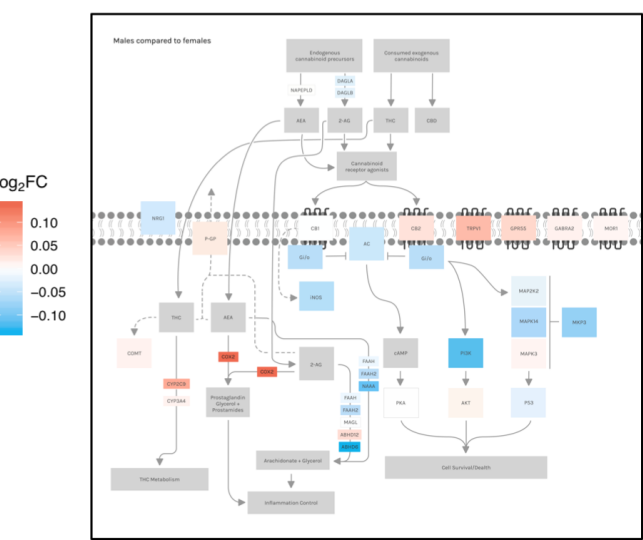 Males compared to females
Endogenous
cannabinoid precursors
Consumed exogenous
cannabinoids
NAPEPLD
DAGLA
DAGLB
AEA
2-AG
THC
CBD
Cannabinoid
receptor agonists
og2FC
0.10
0.05
0.00
−0.05
−0.10
NRG1
P-GP
CB1
AC
CB2
TRPV1
GPR55
GABRA2
MOR1
Gi/o
Gi/o
iNOS
MAP2K2
MAPK14
MKP3
MAPK3
THC
AEA
COMT
COX2
COX2
2-AG
cAMP
PI3K
FAAH
FAAH2
NAAA
CYP2C9
CYP3A4
Prostaglandin
Glycerol +
Prostamides
FAAH
FAAH2
MAGL
ABHD12
ABHD6
PKA
AKT
P53
Arachidonate + Glycerol
Cell Survival/Death
THC Metabolism
Inflammation Control